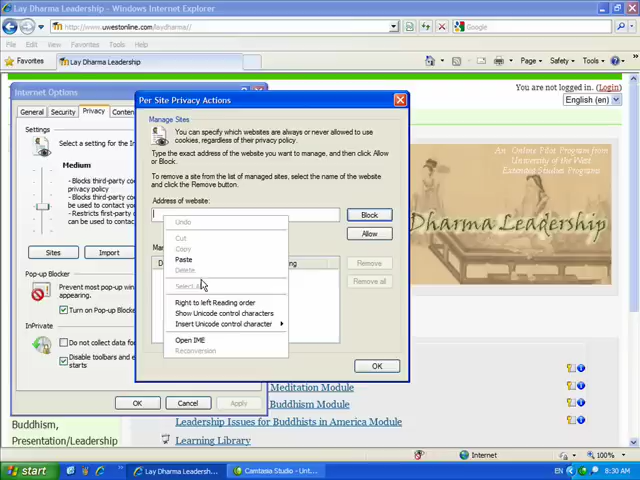 Lay Dharma Leadership - Windows Internet Explorer
http://www.uwestonline.com/laydharma//
Google
File Edit View Favorites Tools Help
Favorites
Lay Dharma Leadership
Page Safety Tools
You are not logged in. (Login)
English (en)
An Online Pilot Program from
University of the West
Extended Studies Programs
Dharma Leadership
Internet Options
General Security Privacy Conten
Settings
Select a setting for the In
Medium
- Blocks third-party co
privacy policy
- Blocks third-party co
be used to contact yo
- Restricts first-party c
be used to contact yo
Sites Import
Pop-up Blocker
Prevent most pop-up win
appearing.
Turn on Pop-up Blocker
InPrivate
Do not collect data for u
Disable toolbars and e
starts
OK Cancel Apply
Per Site Privacy Actions
Manage Sites
You can specify which websites are always or never allowed to use
cookies, regardless of their privacy policy.
Type the exact address of the website you want to manage, and then click Allow
or Block.
To remove a site from the list of managed sites, select the name of the website
and click the Remove button.
Address of website:
Block
Allow
Remove
Remove all
OK
Undo
Cut
Copy
Paste
Delete
Right to left Reading order
Show Unicode control characters
Insert Unicode control character
Open IME
Reconversion
Meditation Module
Buddhism Module
Leadership Issues for Buddhists in America Module
Learning Library
Buddhism,
Presentation/Leadership
Internet
100%
start
Lay Dharma Leadersh...
Camtasia Studio - Unt...
EN
8:30 AM